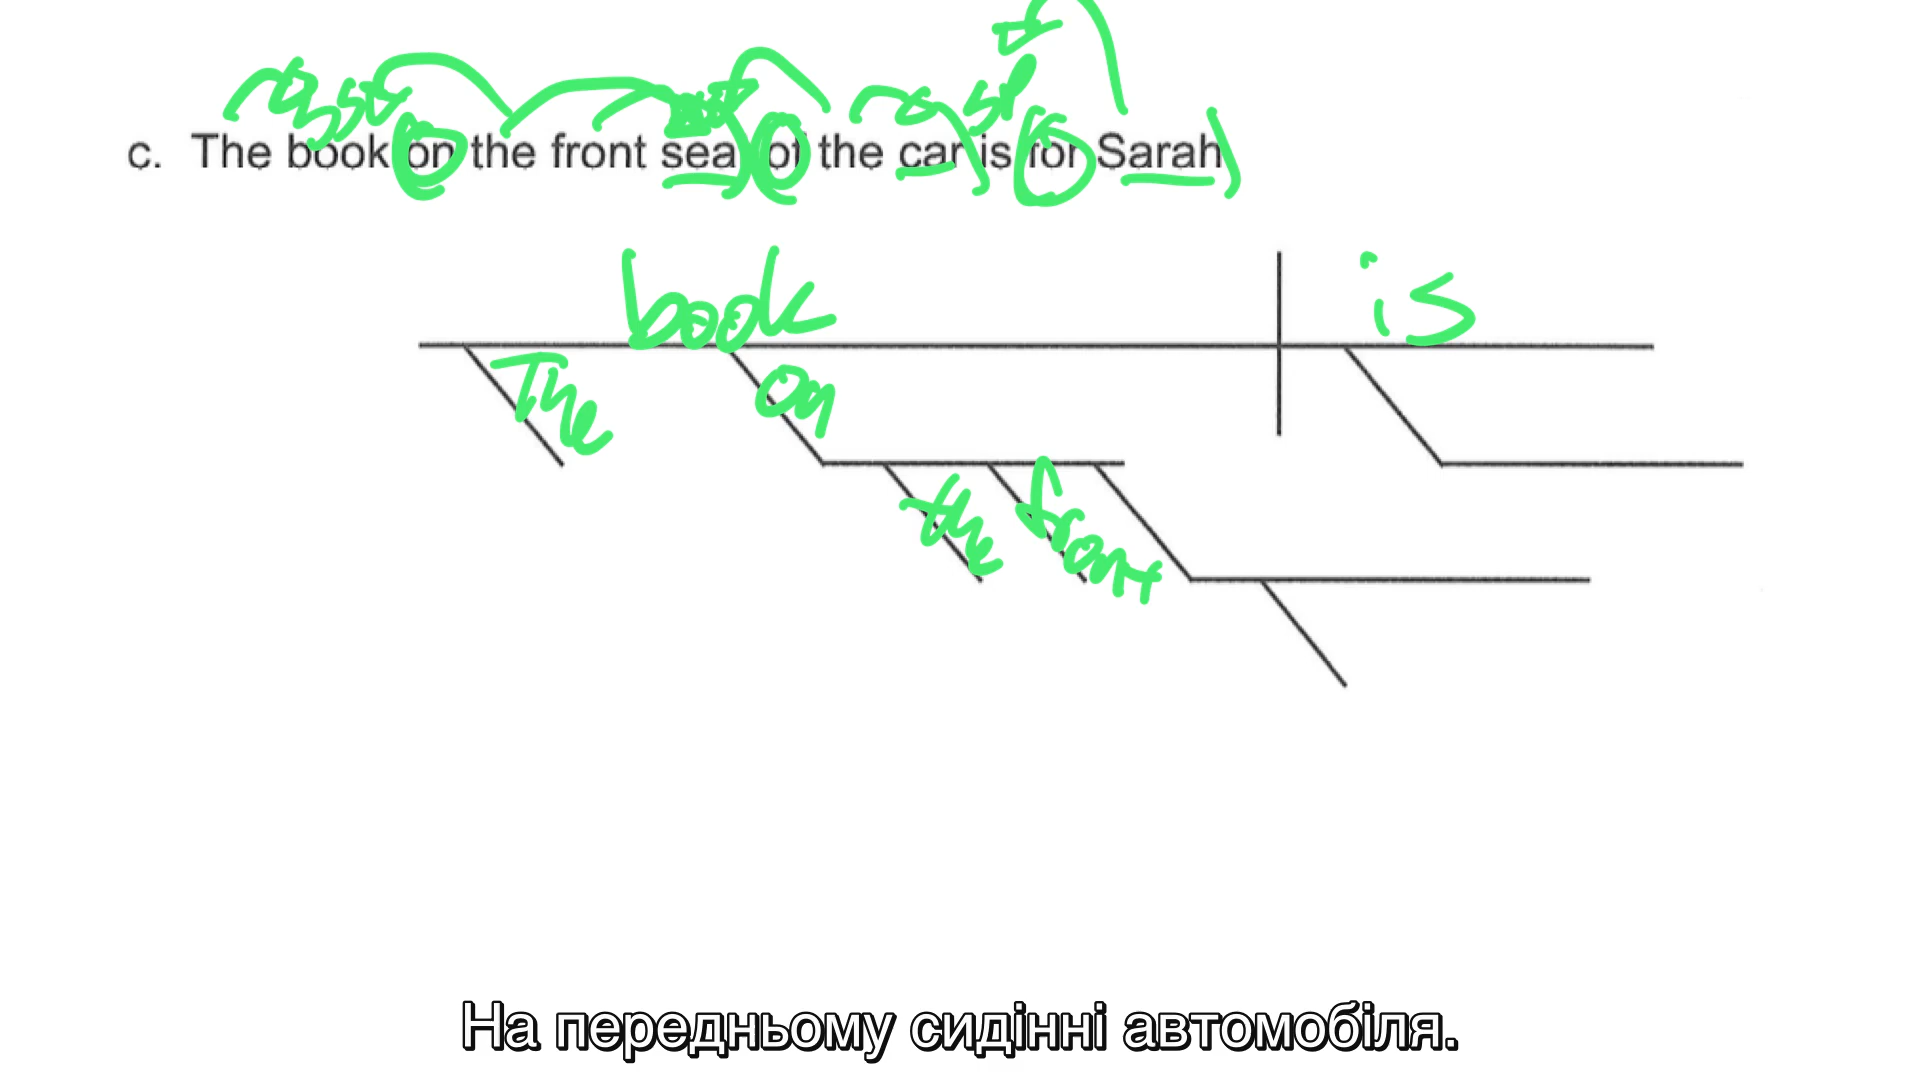 c. The book on the front seat of the car is for Sarah
book is
The on
the front
На передньому сидінні автомобіля.